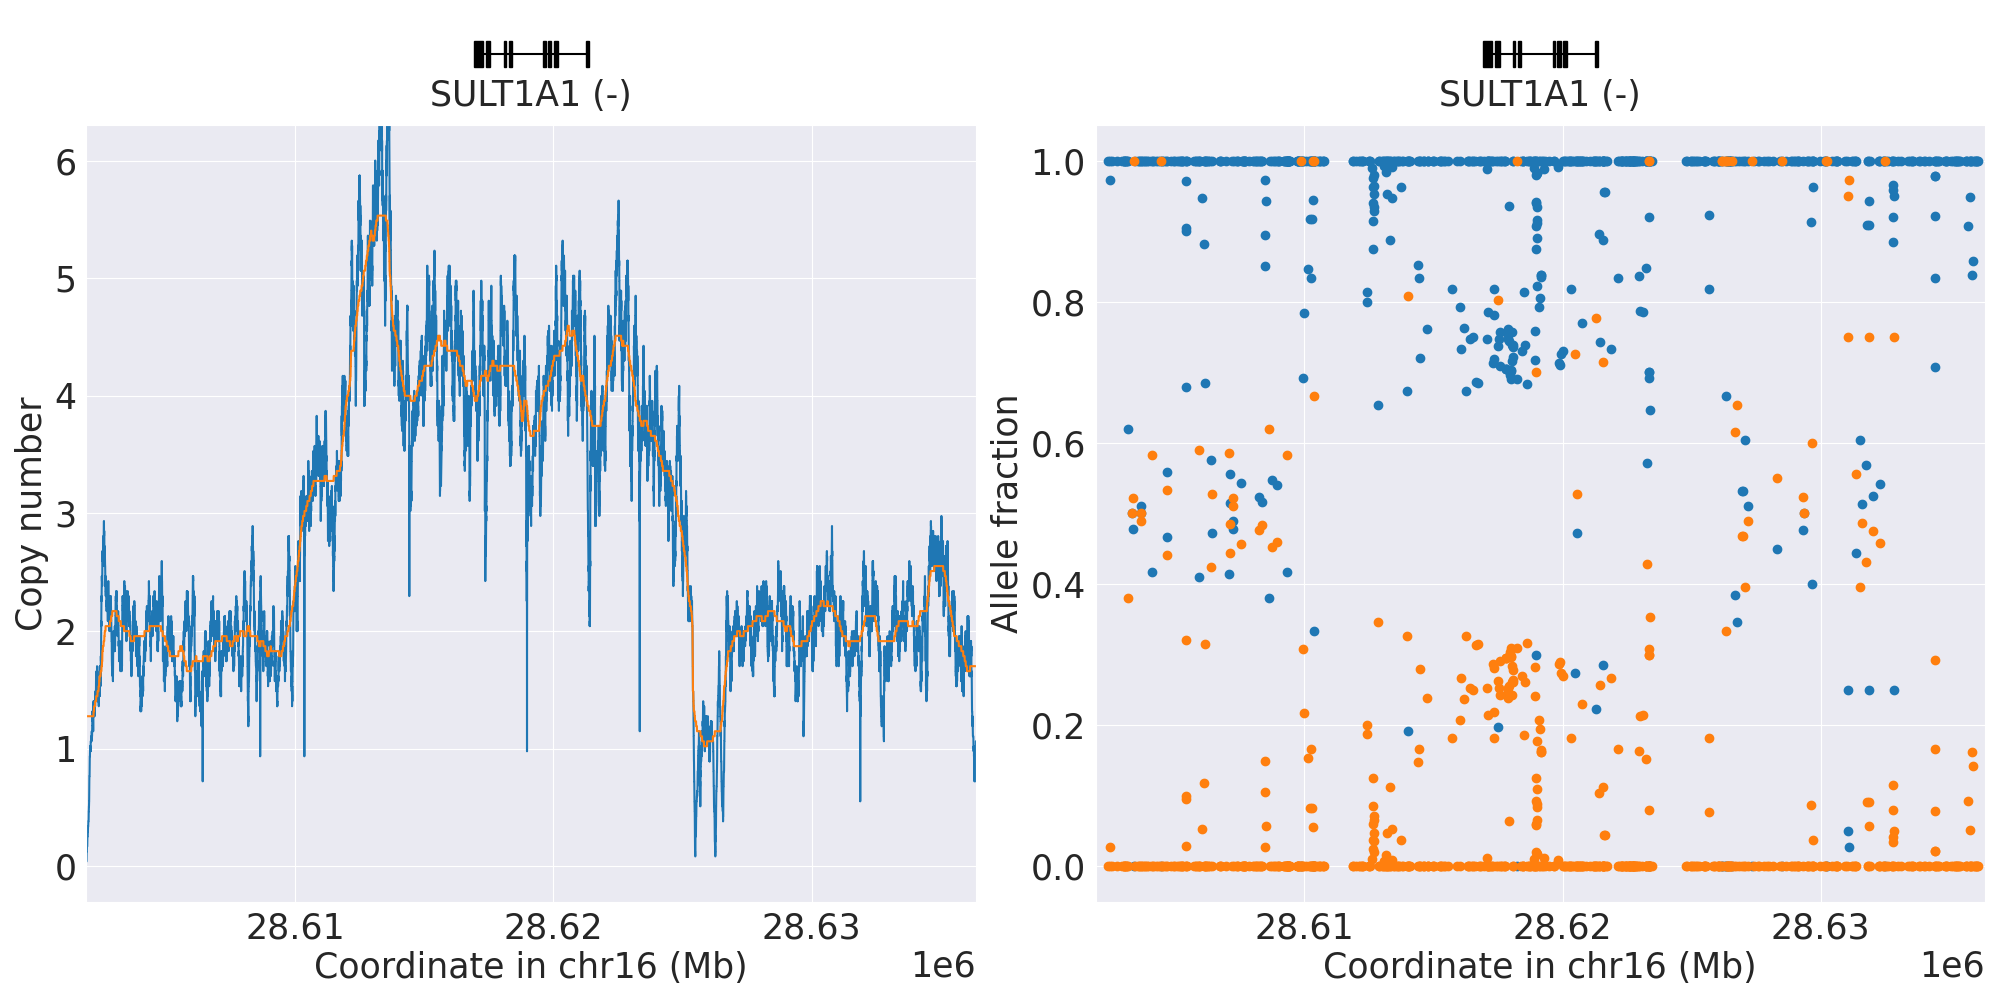 SULT1A1 (-)
6
5
4
3
2
1
0
Copy number
28.61
28.62
28.63
Coordinate in chr16 (Mb)
1e6
SULT1A1 (-)
1.0
0.8
0.6
0.4
0.2
0.0
Allele fraction
28.61
28.62
28.63
Coordinate in chr16 (Mb)
1e6